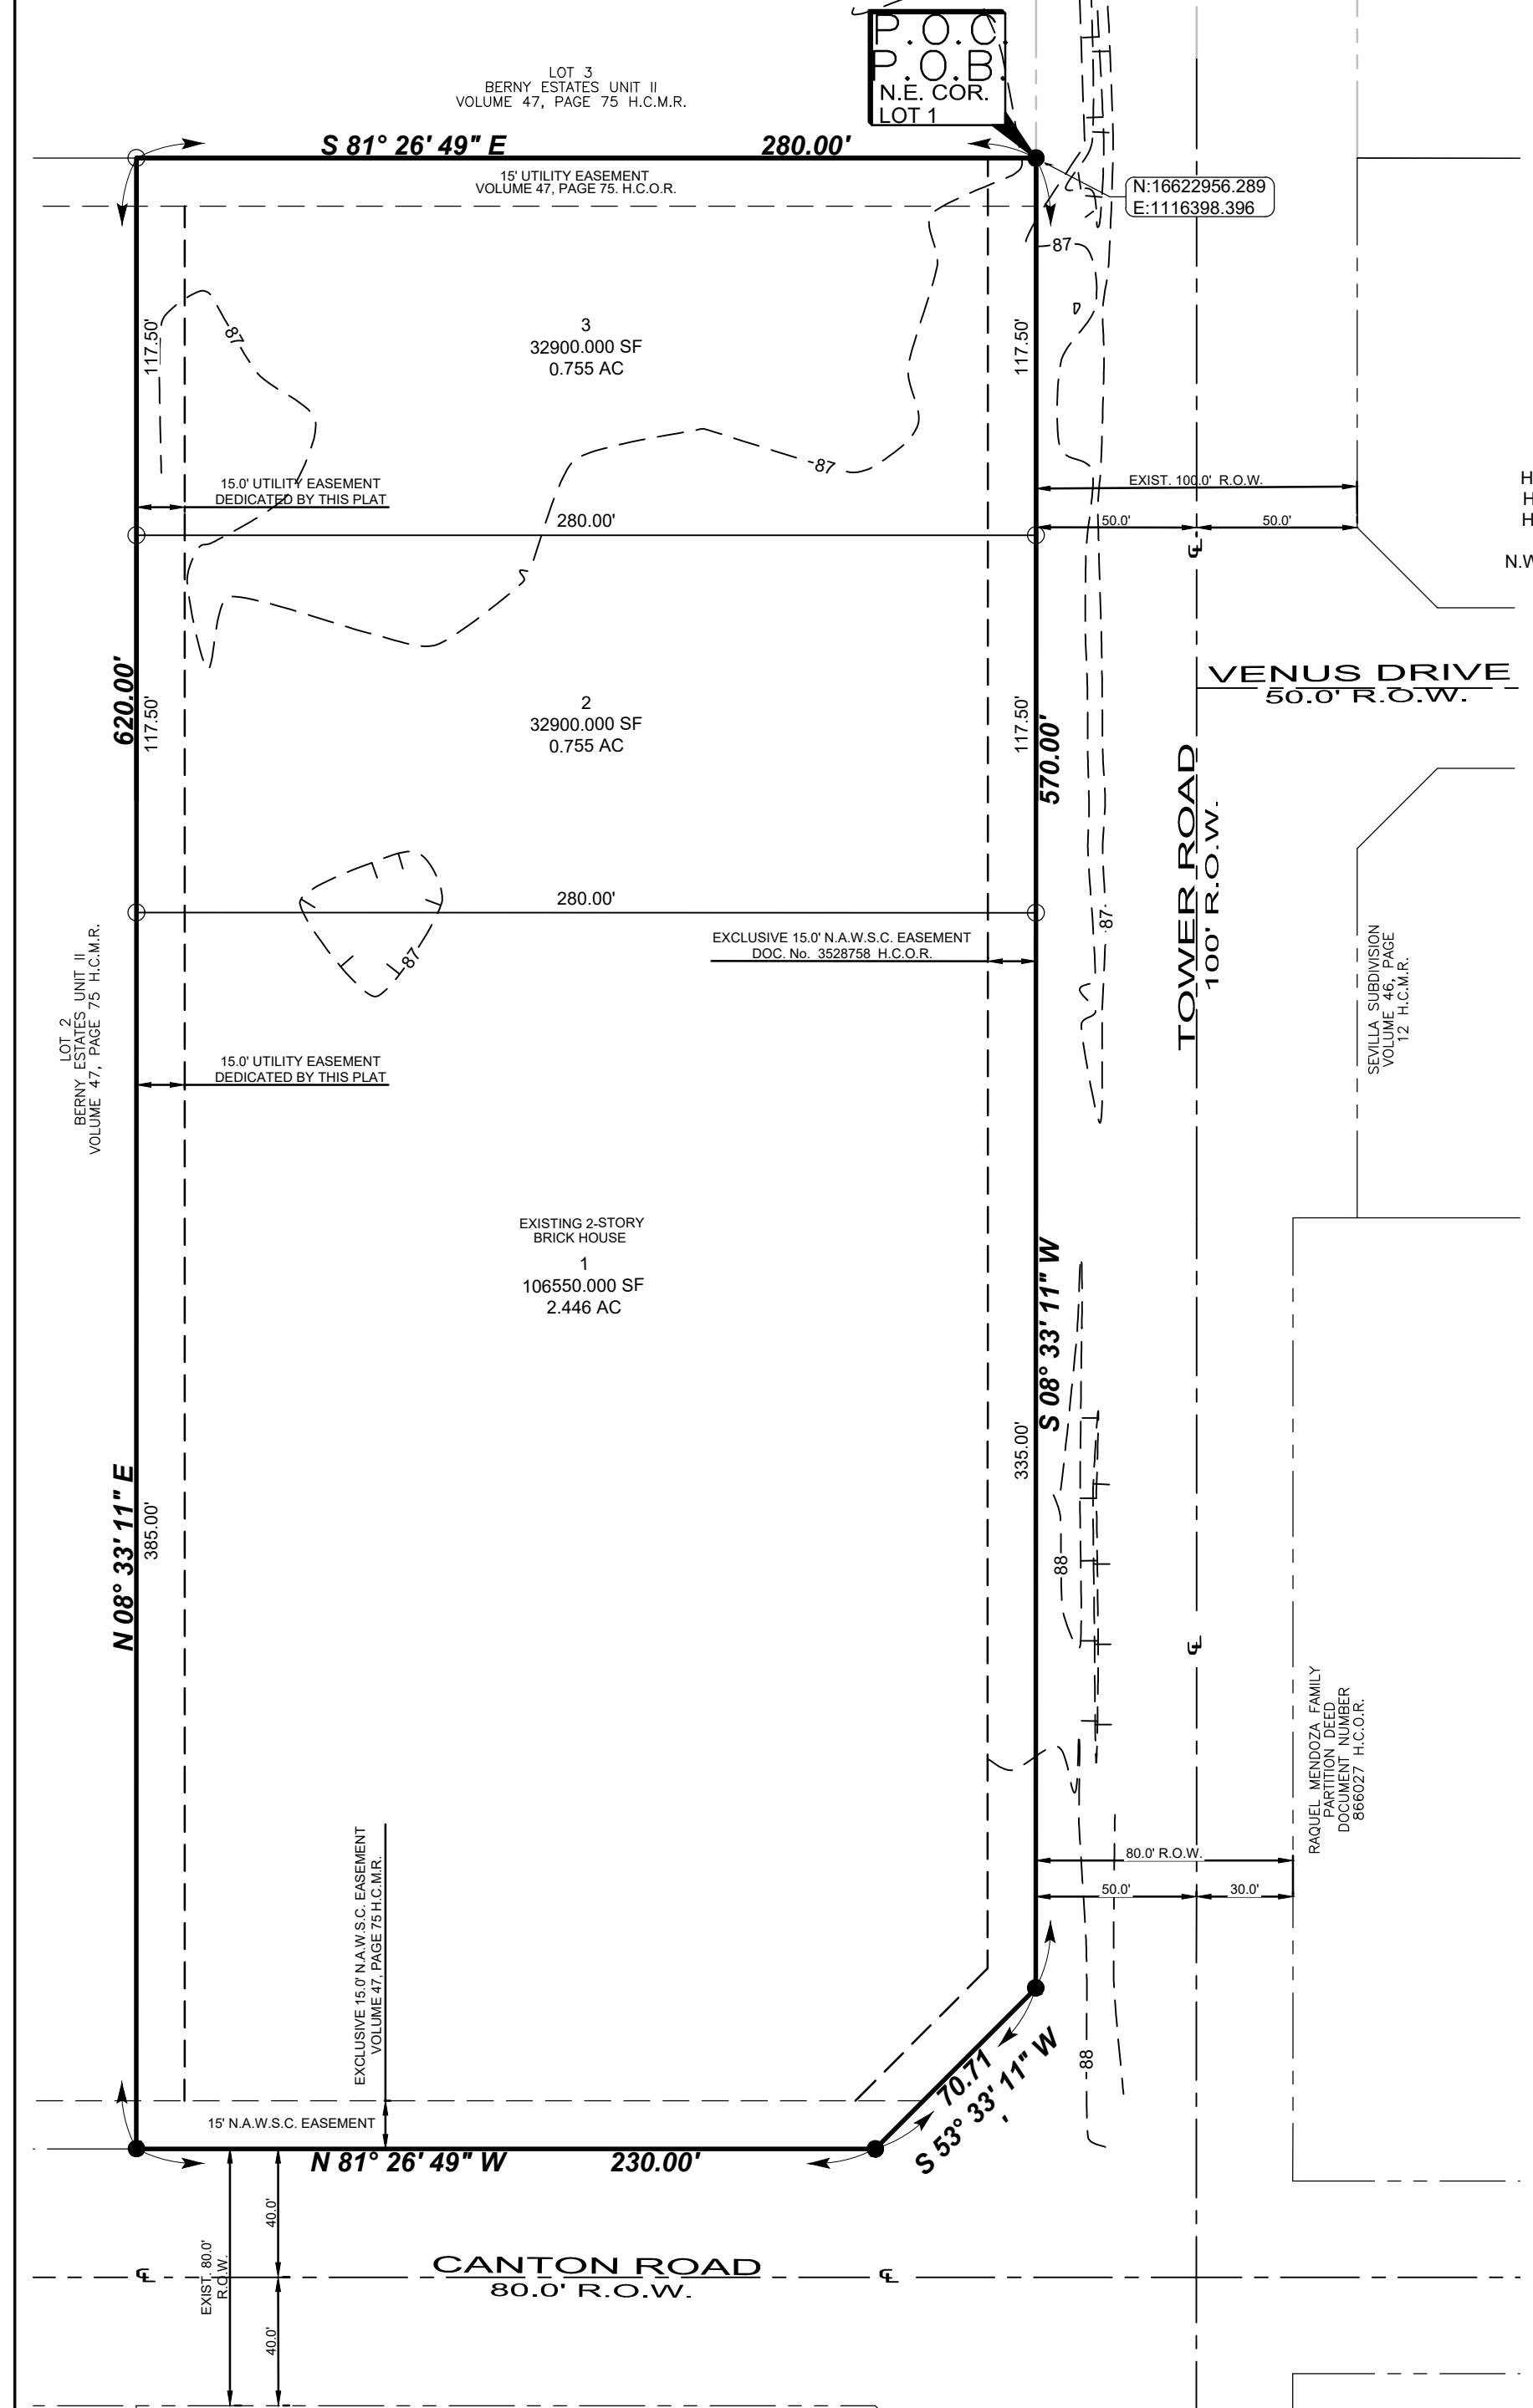 P.O.C.
P.O.B.
N.E. COR.
LOT 1
LOT 3
BERNY ESTATES UNIT II
VOLUME 47, PAGE 75 H.C.M.R.
S 81° 26' 49" E
280.00'
15' UTILITY EASEMENT
VOLUME 47, PAGE 75. H.C.O.R.
N:16622956.289
E:1116398.396
87
87
117.50'
117.50'
3
32900.000 SF
0.755 AC
87
15.0' UTILITY EASEMENT
DEDICATED BY THIS PLAT
280.00'
EXIST. 100.0' R.O.W.
50.0'
50.0'
H
H
H
N.W
VENUS DRIVE
50.0' R.O.W.
620.00'
117.50'
2
32900.000 SF
0.755 AC
117.50'
570.00'
TOWER ROAD
100' R.O.W.
280.00'
87
87
EXCLUSIVE 15.0' N.A.W.S.C. EASEMENT
DOC. No. 3528758 H.C.O.R.
LOT 2
BERNY ESTATES UNIT II
VOLUME 47, PAGE 75 H.C.M.R.
SEVILLA SUBDIVISION
VOLUME 46, PAGE
12 H.C.M.R.
15.0' UTILITY EASEMENT
DEDICATED BY THIS PLAT
EXISTING 2-STORY
BRICK HOUSE
1
106550.000 SF
2.446 AC
S 08° 33' 11" W
335.00'
N 08° 33' 11" E
385.00'
88
RAQUEL MENDOZA FAMILY
PARTITION DEED
DOCUMENT NUMBER
866027 H.C.O.R.
80.0' R.O.W.
50.0'
30.0'
EXCLUSIVE 15.0' N.A.W.S.C. EASEMENT
VOLUME 47, PAGE 75 H.C.M.R.
70.71
'
S 53° 33' 11" W
88
15' N.A.W.S.C. EASEMENT
N 81° 26' 49" W
230.00'
40.0'
EXIST. 80.0'
R.O.W.
40.0'
CANTON ROAD
80.0' R.O.W.